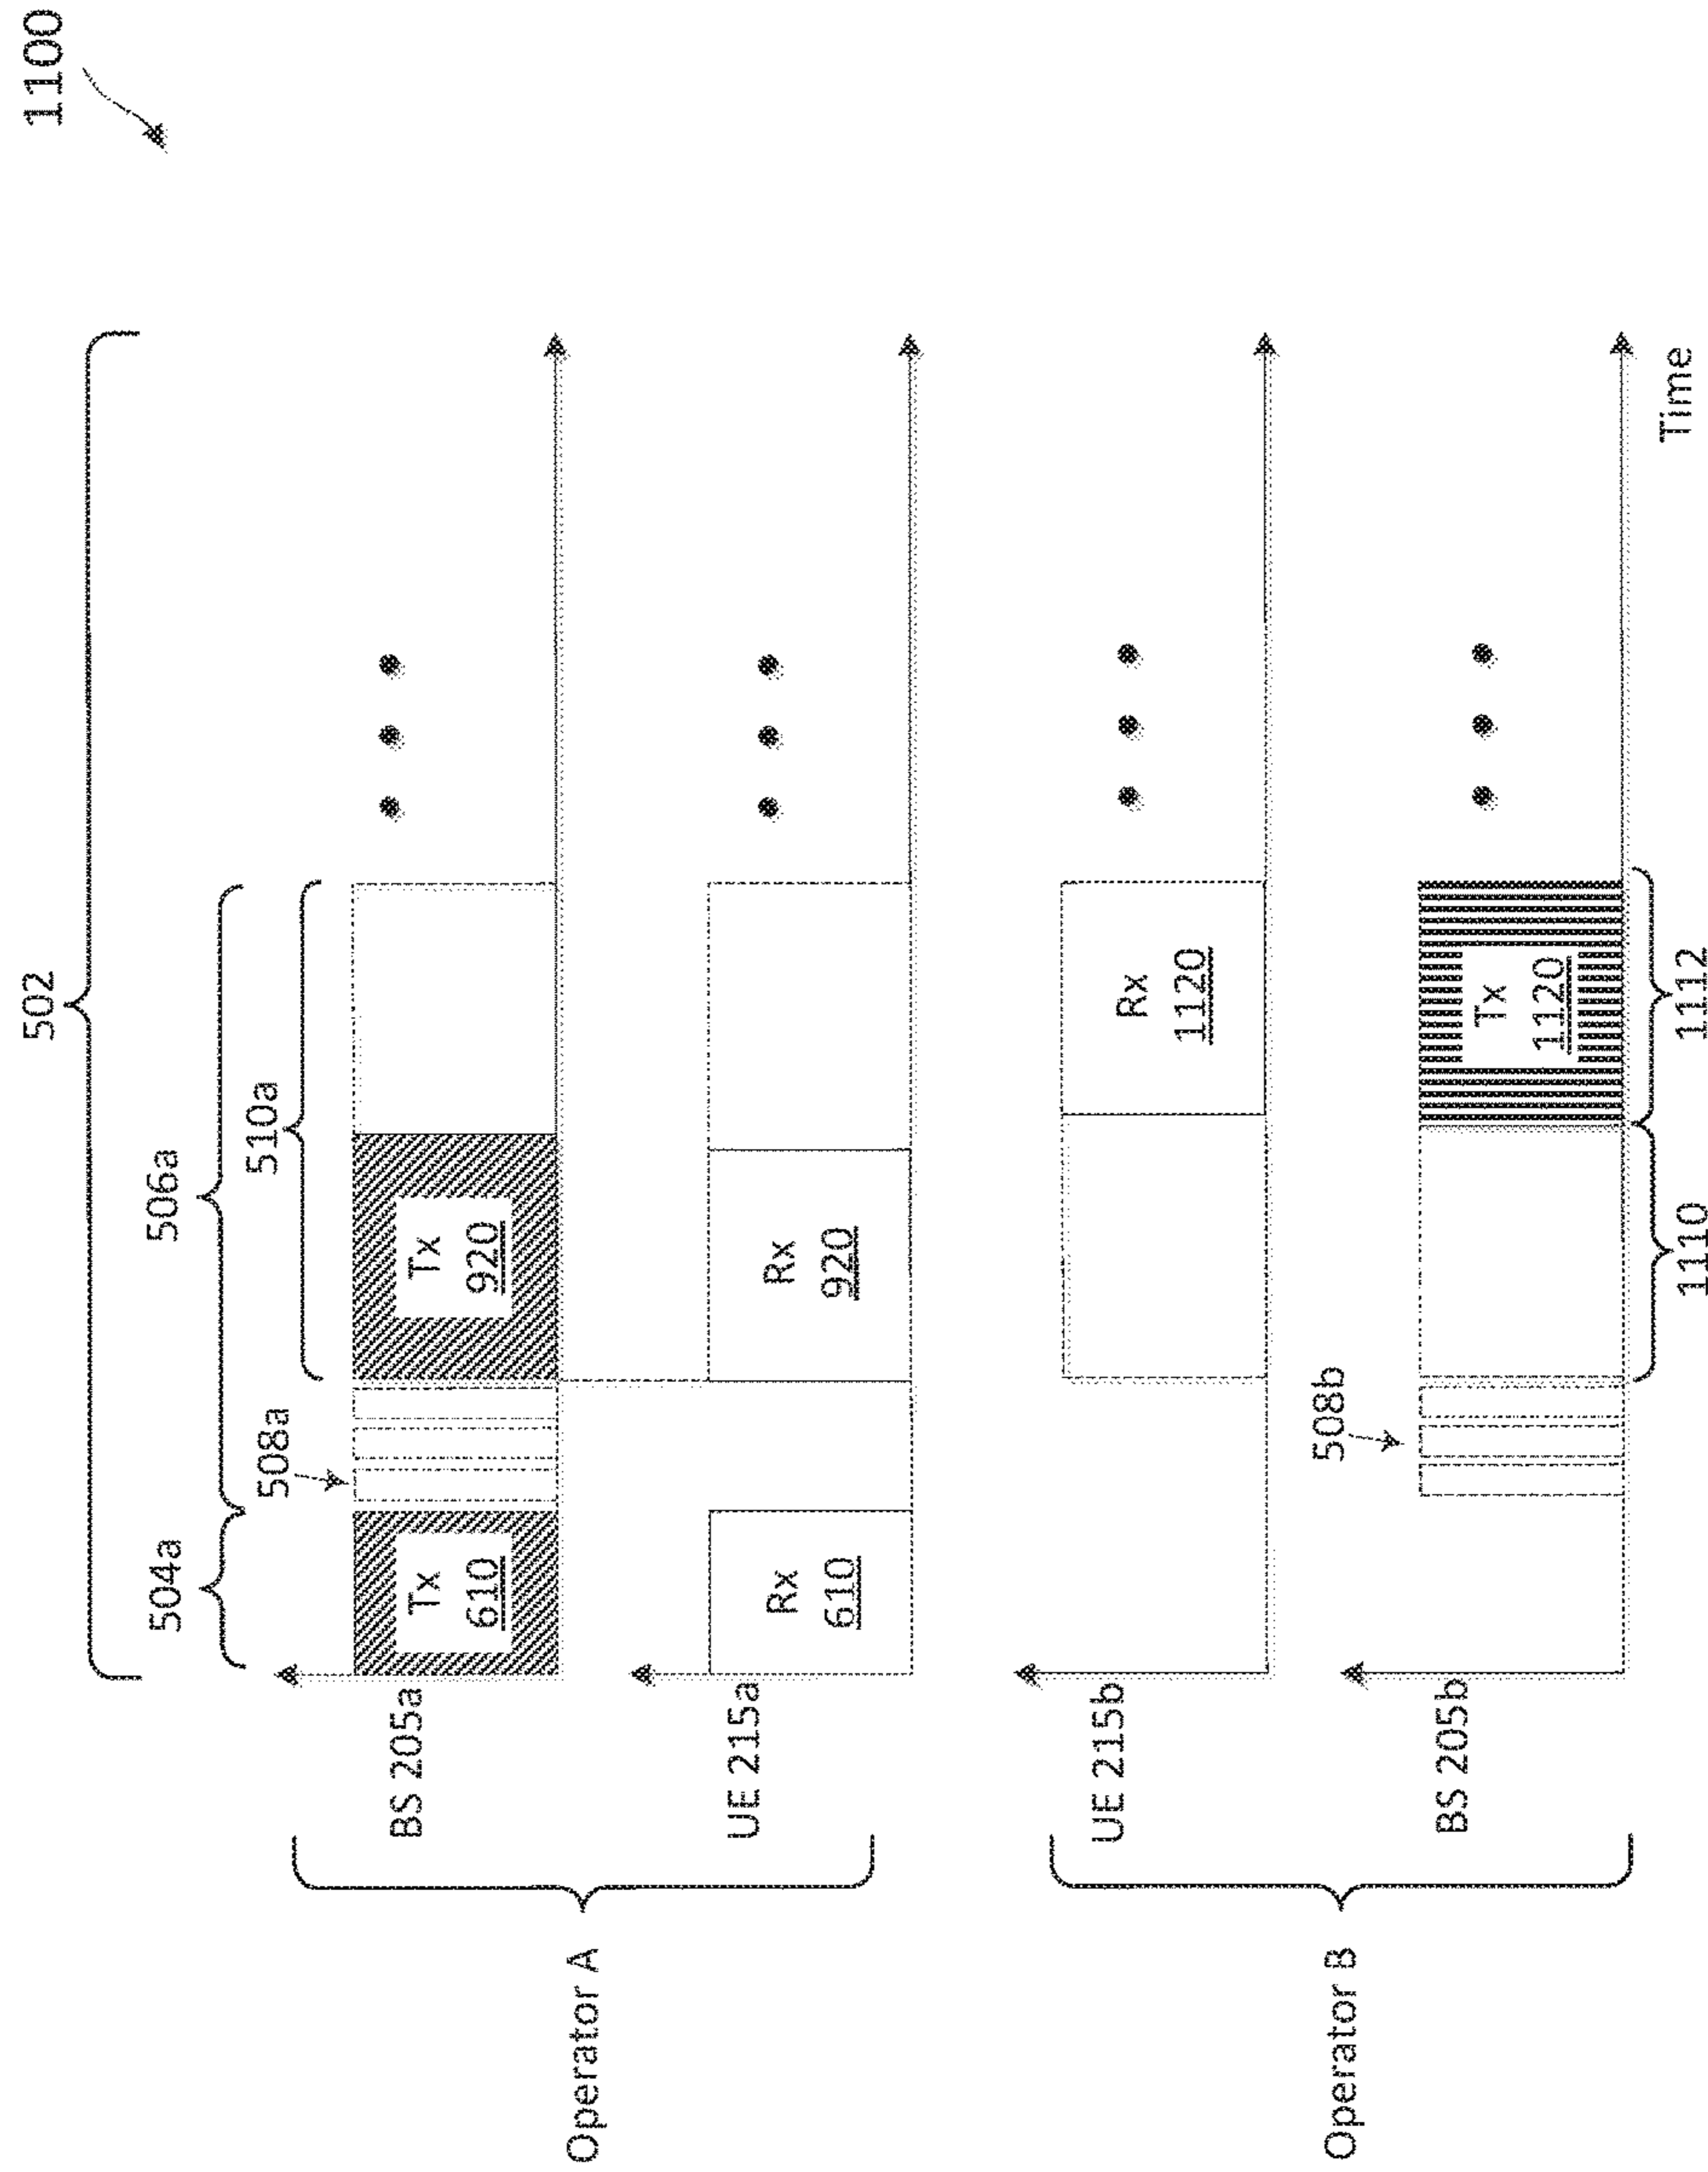 1100
502
506a
504a
508a
510a
BS 205a
Tx
610
Tx
920
UE 215a
Rx
610
Rx
920
Operator A
UE 215b
Rx
1120
508b
BS 205b
Tx
1120
Operator B
1110
1112
Time